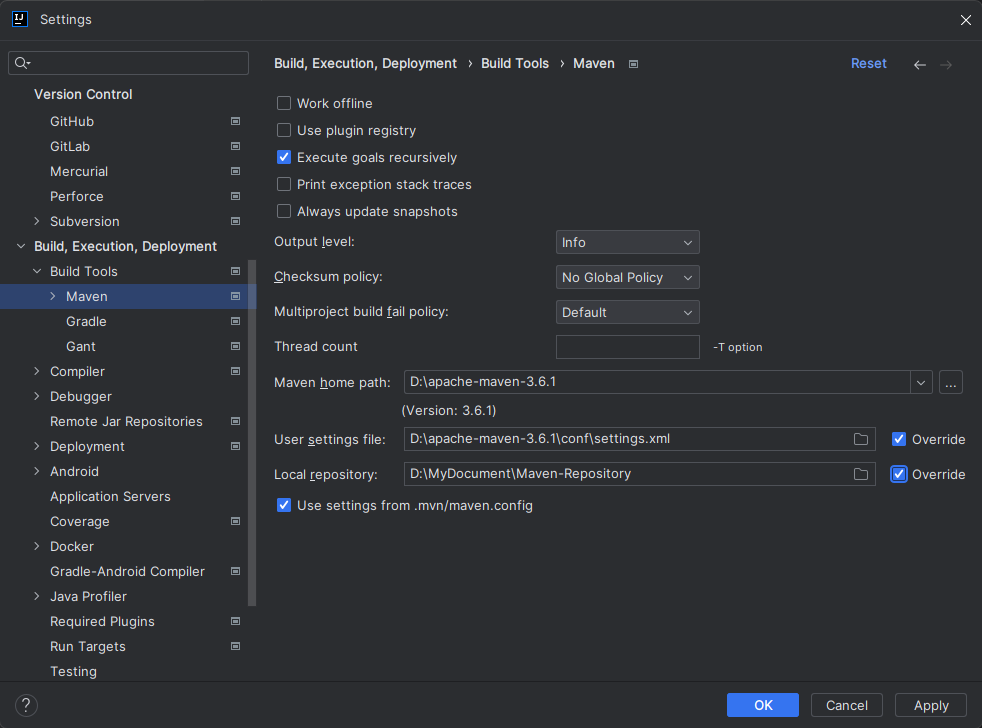 Settings
Version Control
GitHub
GitLab
Mercurial
Perforce
Subversion
Build, Execution, Deployment
Build Tools
Maven
Gradle
Gant
Compiler
Debugger
Remote Jar Repositories
Deployment
Android
Application Servers
Coverage
Docker
Gradle-Android Compiler
Java Profiler
Required Plugins
Run Targets
Testing
Build, Execution, Deployment › Build Tools › Maven
Reset
Work offline
Use plugin registry
Execute goals recursively
Print exception stack traces
Always update snapshots
Output level: Info
Checksum policy: No Global Policy
Multiproject build fail policy: Default
Thread count -T option
Maven home path: D:\apache-maven-3.6.1 ...
(Version: 3.6.1)
User settings file: D:\apache-maven-3.6.1\conf\settings.xml Override
Local repository: D:\MyDocument\Maven-Repository Override
Use settings from .mvn/maven.config
? OK Cancel Apply